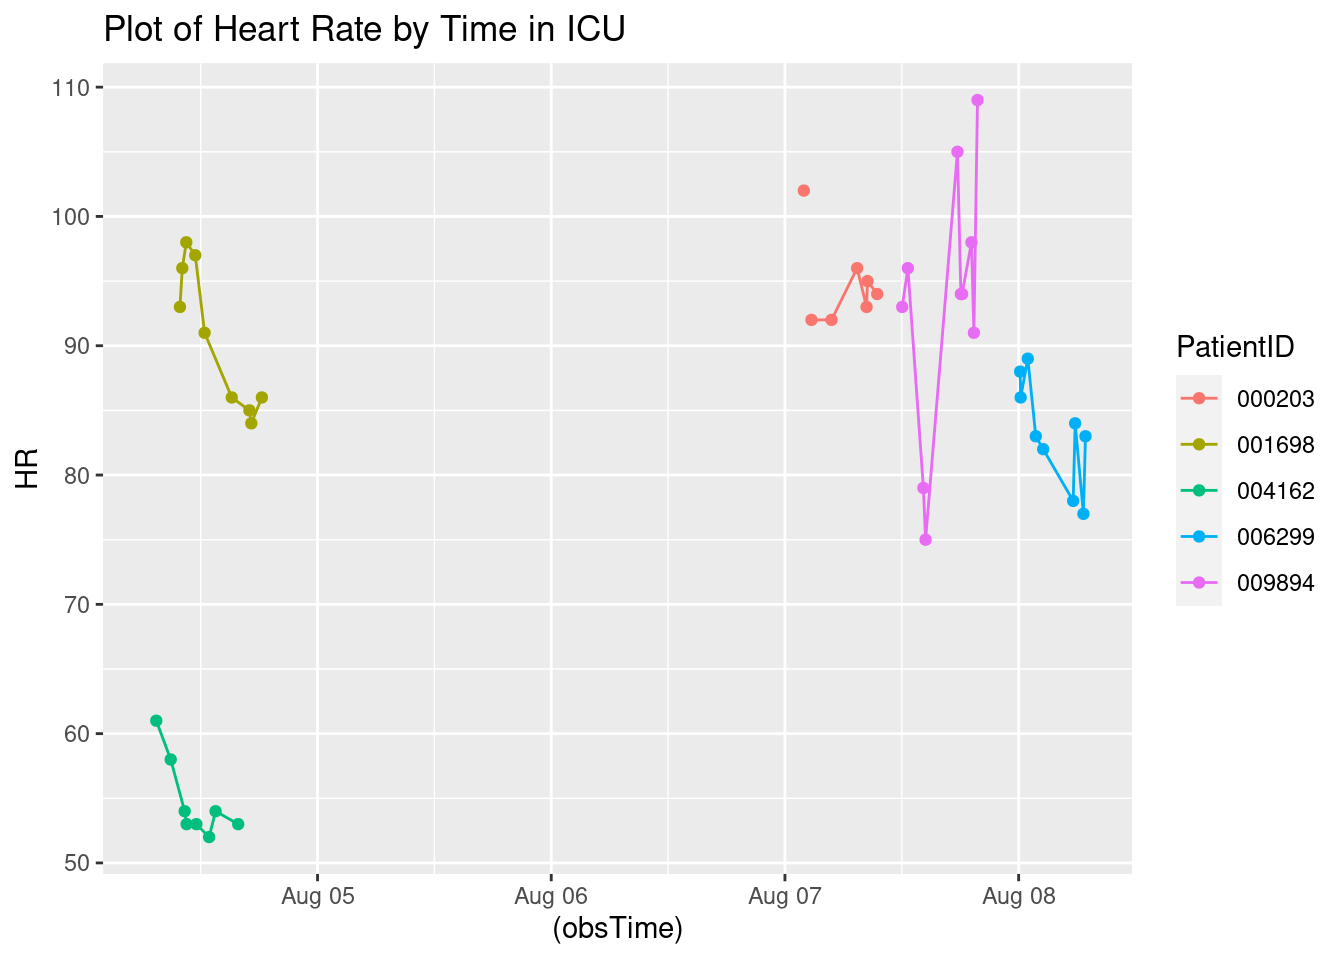 Plot of Heart Rate by Time in ICU
110
100
90
80
70
60
50
HR
Aug 05
Aug 06
Aug 07
Aug 08
(obsTime)
PatientID
000203
001698
004162
006299
009894